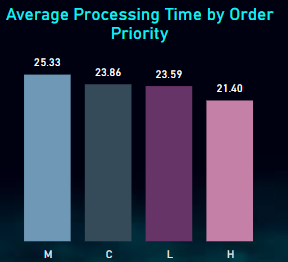 Average Processing Time by Order
Priority
25.33
23.86
23.59
21.40
M
C
L
H